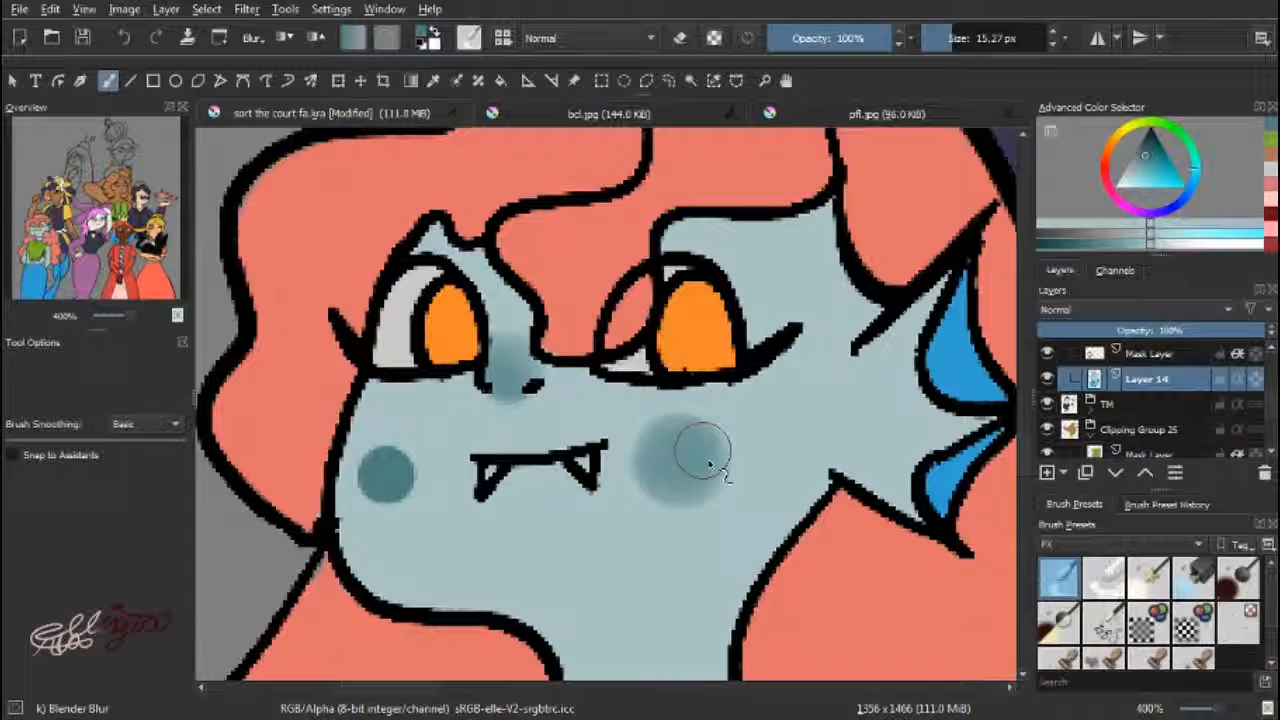 File Edit View Image Layer Select Filter Tools Settings Window Help
Blur... Normal Opacity: 100% Size: 15.27 px
Overview
sort the court fa.kra [Modified] (111.0 MiB)
bcl.jpg (144.0 KiB)
pfl.jpg (96.0 KiB)
Advanced Color Selector
Layers Channels
Layers
Normal
Opacity: 100%
Mask Layer
Layer 14
TM
Clipping Group 25
Mask Layer
400%
Tool Options
Brush Smoothing: Basic
Snap to Assistants
Brush Presets Brush Preset History
Brush Presets
FX Tag
Search
k) Blender Blur
RGB/Alpha (8-bit integer/channel) sRGB-elle-V2-srgbtrc.icc
1356 x 1466 (111.0 MiB)
400%